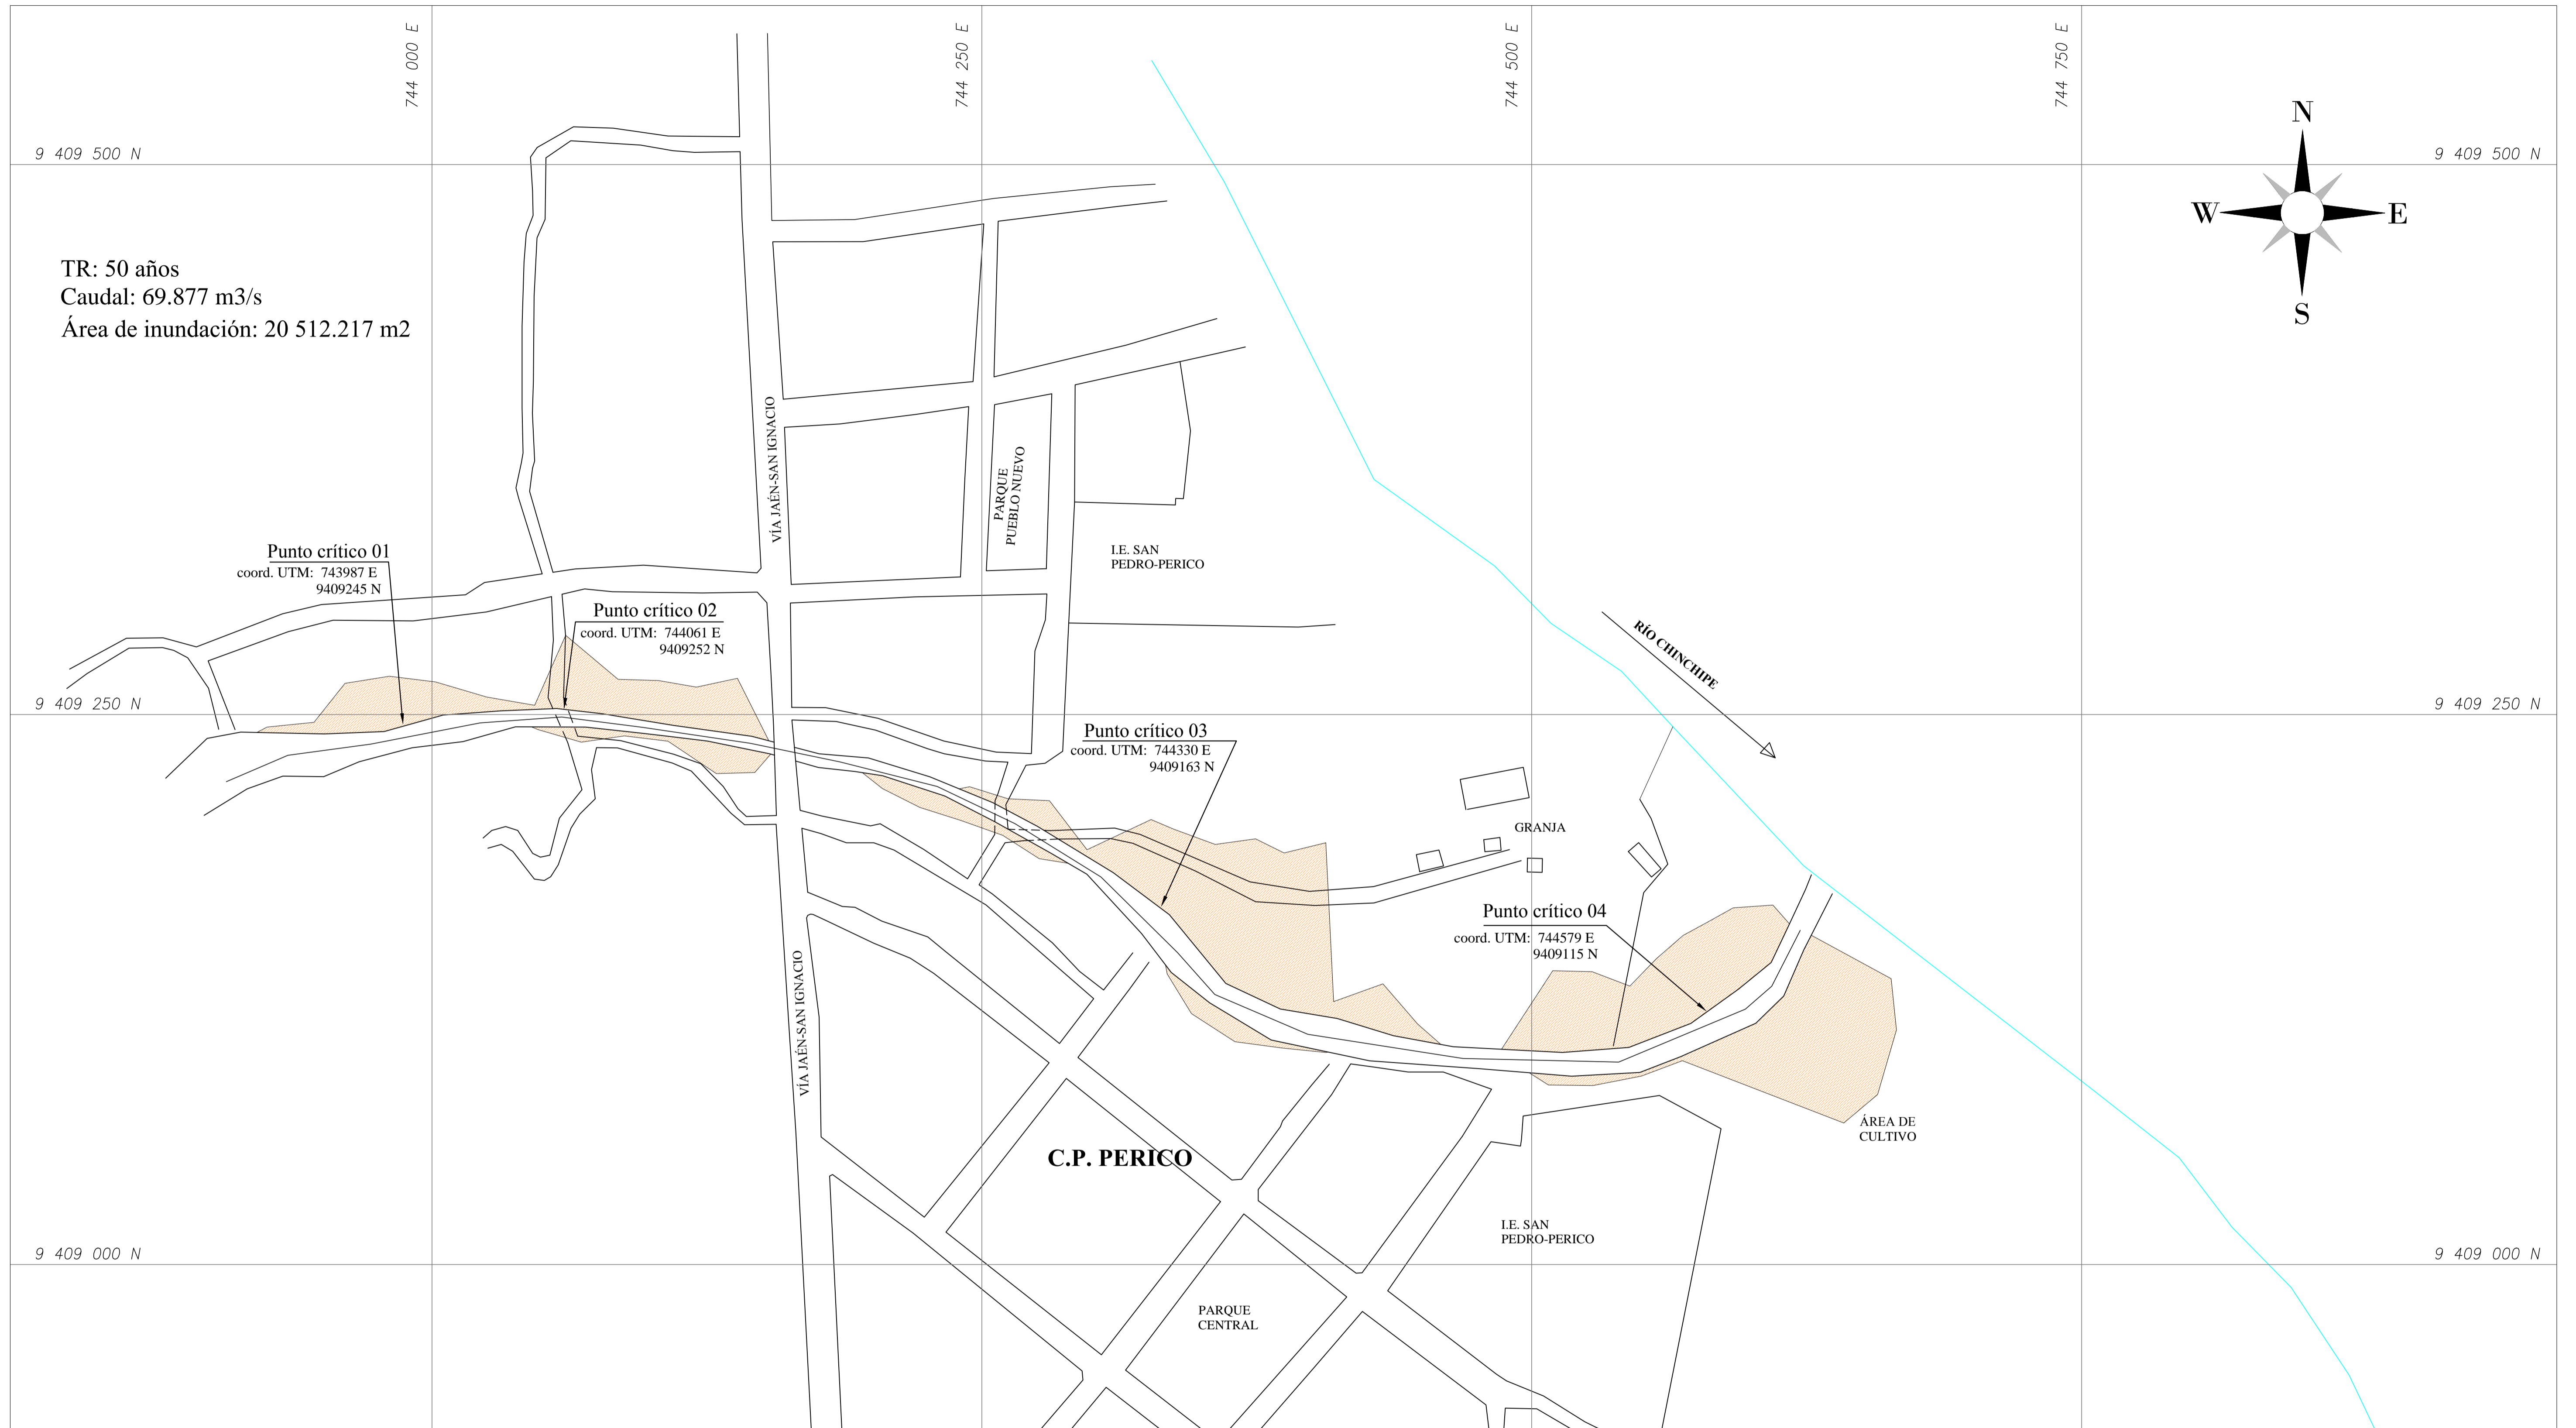 744 000 E
744 250 E
744 500 E
744 750 E
N
9 409 500 N
9 409 500 N
W
E
S
TR: 50 años
Caudal: 69.877 m3/s
Área de inundación: 20 512.217 m2
VÍA JAÉN-SAN IGNACIO
PARQUE
PUEBLO NUEVO
I.E. SAN
PEDRO-PERICO
Punto crítico 01
coord. UTM: 743987 E
9409245 N
Punto crítico 02
coord. UTM: 744061 E
9409252 N
RÍO CHINCHIPE
9 409 250 N
9 409 250 N
Punto crítico 03
coord. UTM: 744330 E
9409163 N
GRANJA
Punto crítico 04
coord. UTM: 744579 E
9409115 N
VÍA JAÉN-SAN IGNACIO
ÁREA DE
CULTIVO
C.P. PERICO
I.E. SAN
PEDRO-PERICO
9 409 000 N
9 409 000 N
PARQUE
CENTRAL